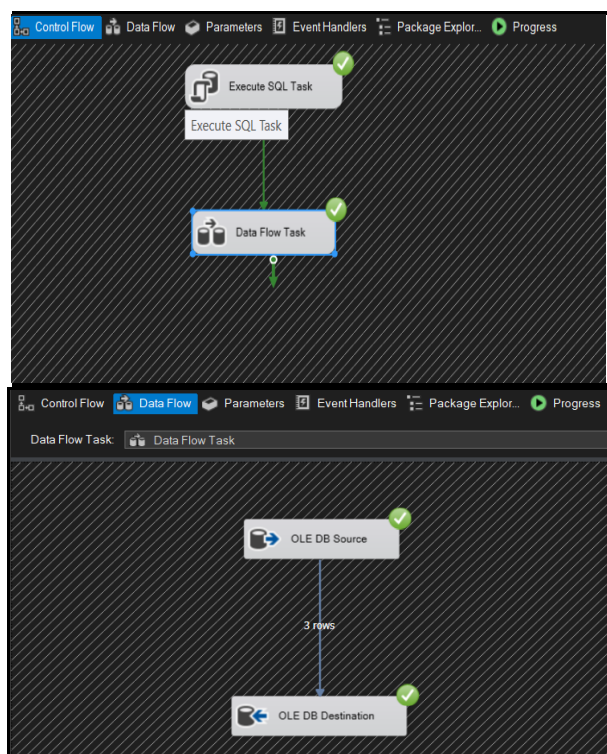 Control Flow Data Flow Parameters Event Handlers Package Explor... Progress
Execute SQL Task
Execute SQL Task
Data Flow Task
Control Flow Data Flow Parameters Event Handlers Package Explor... Progress
Data Flow Task: Data Flow Task
OLE DB Source
3 rows
OLE DB Destination